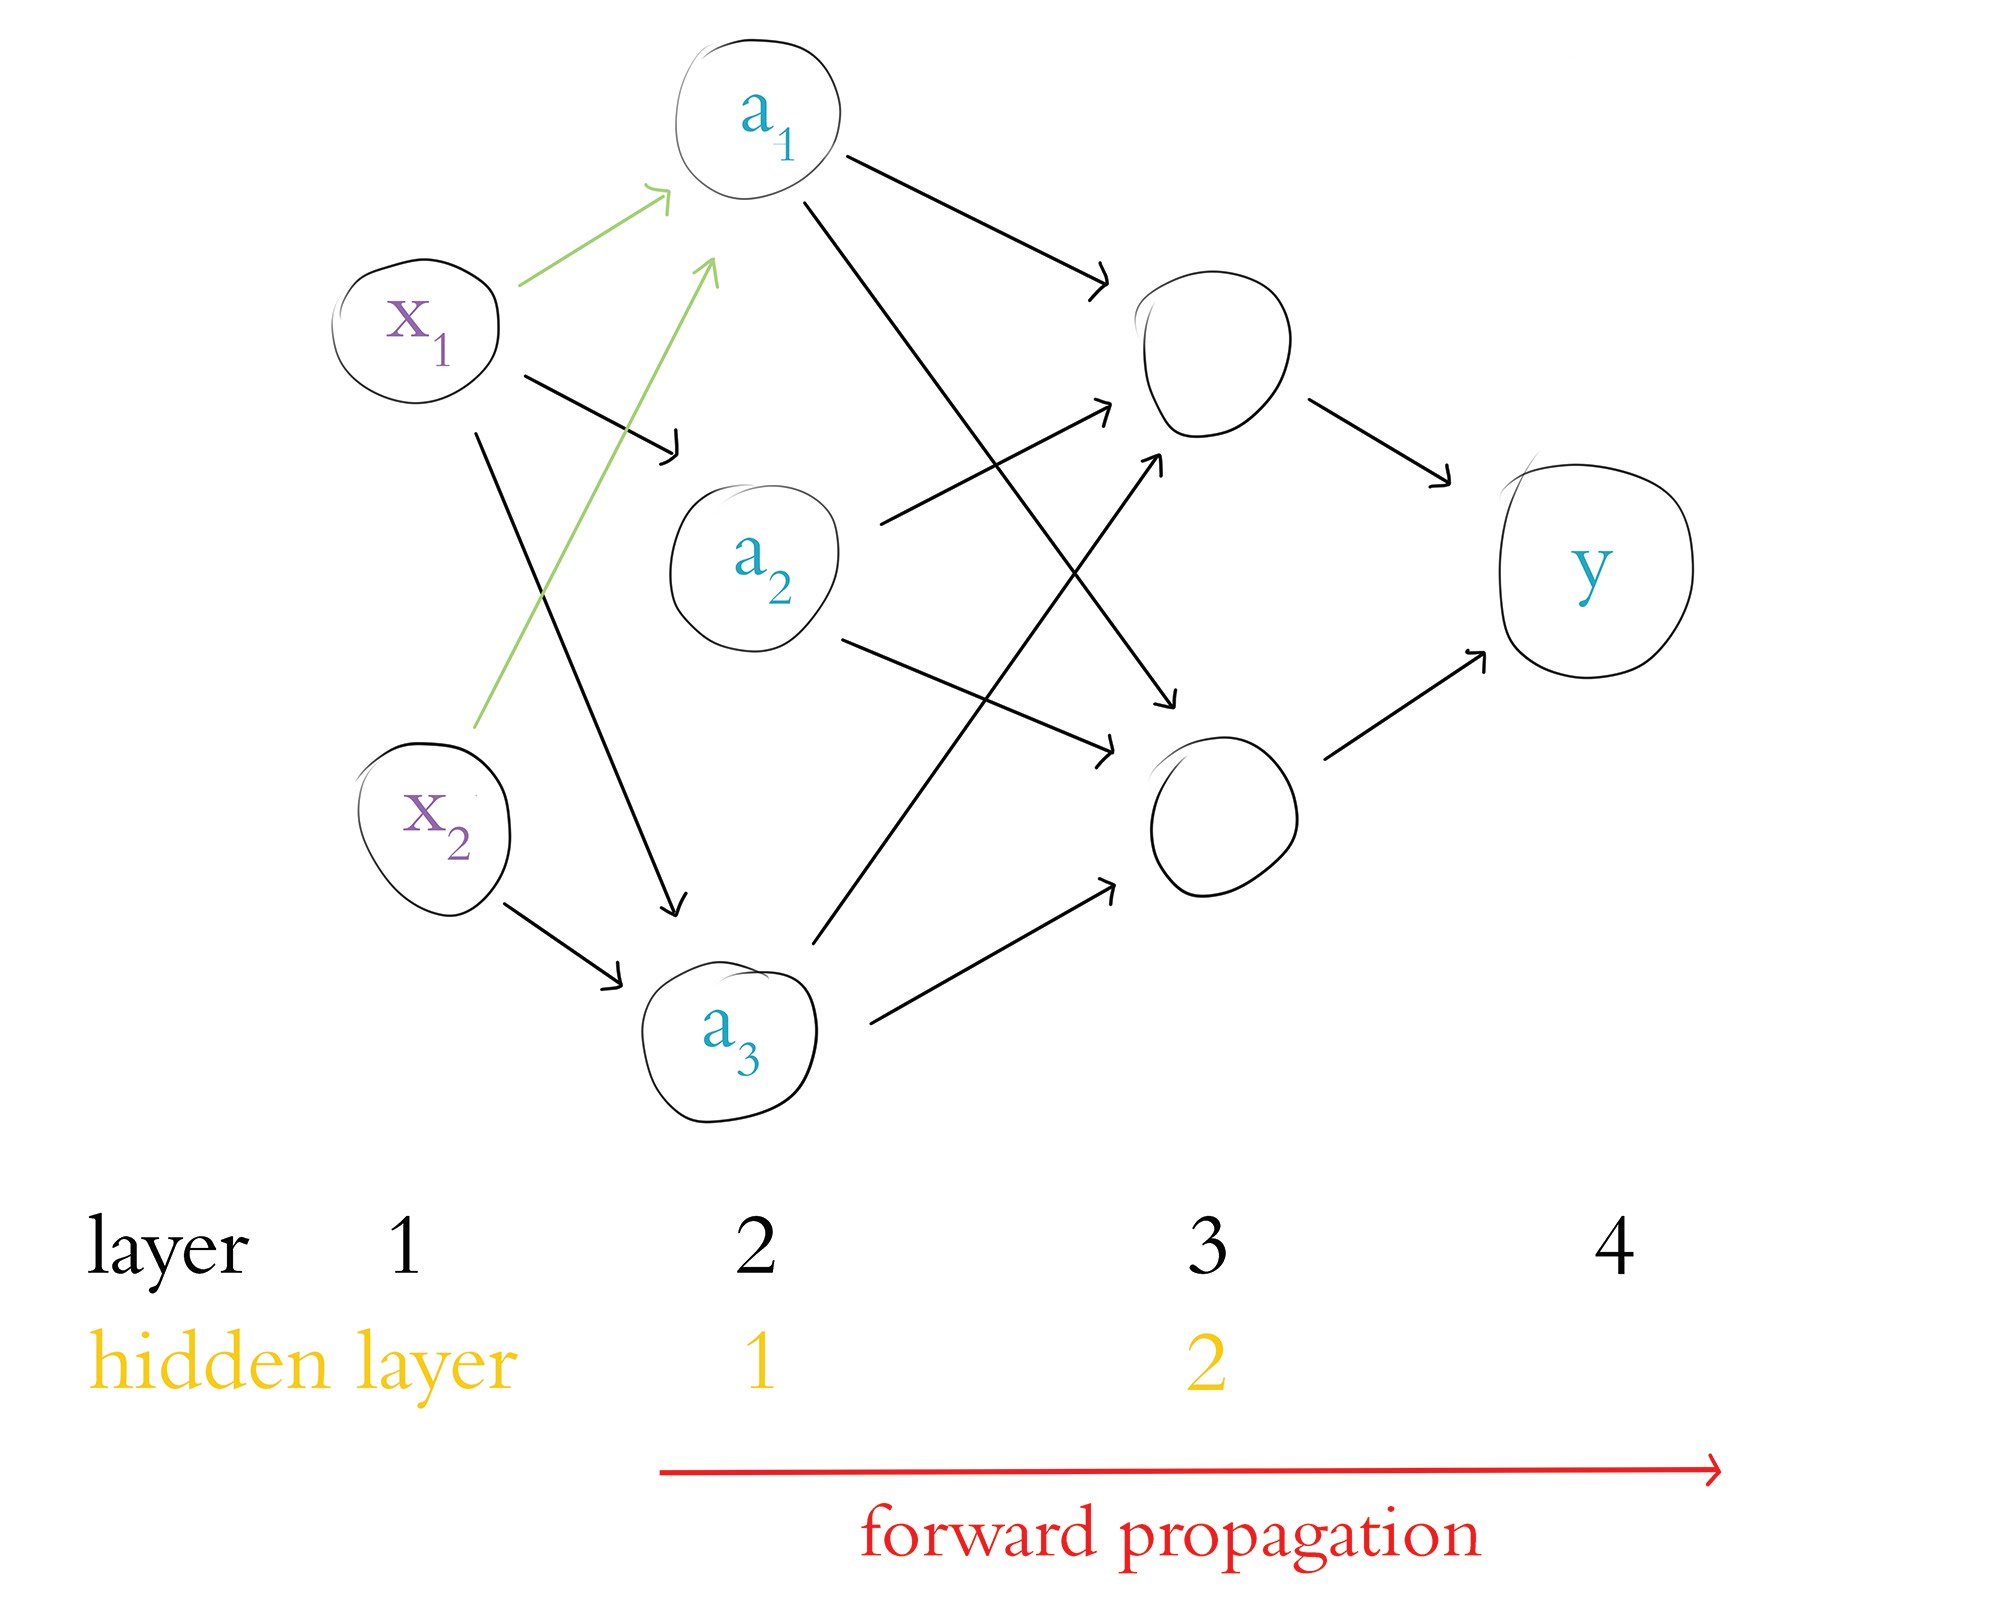 a₁
x₁
a₂
y
x₂
a₃
layer 1 2 3 4
hidden layer 1 2
forward propagation